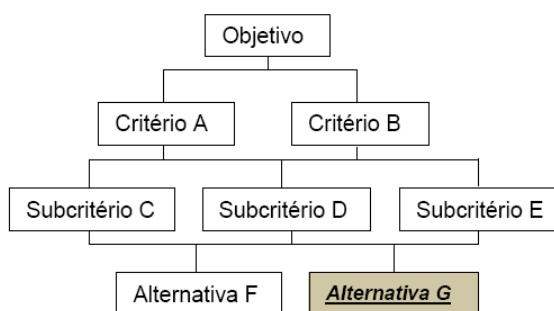 Objetivo
Critério A
Critério B
Subcritério C
Subcritério D
Subcritério E
Alternativa F
Alternativa G